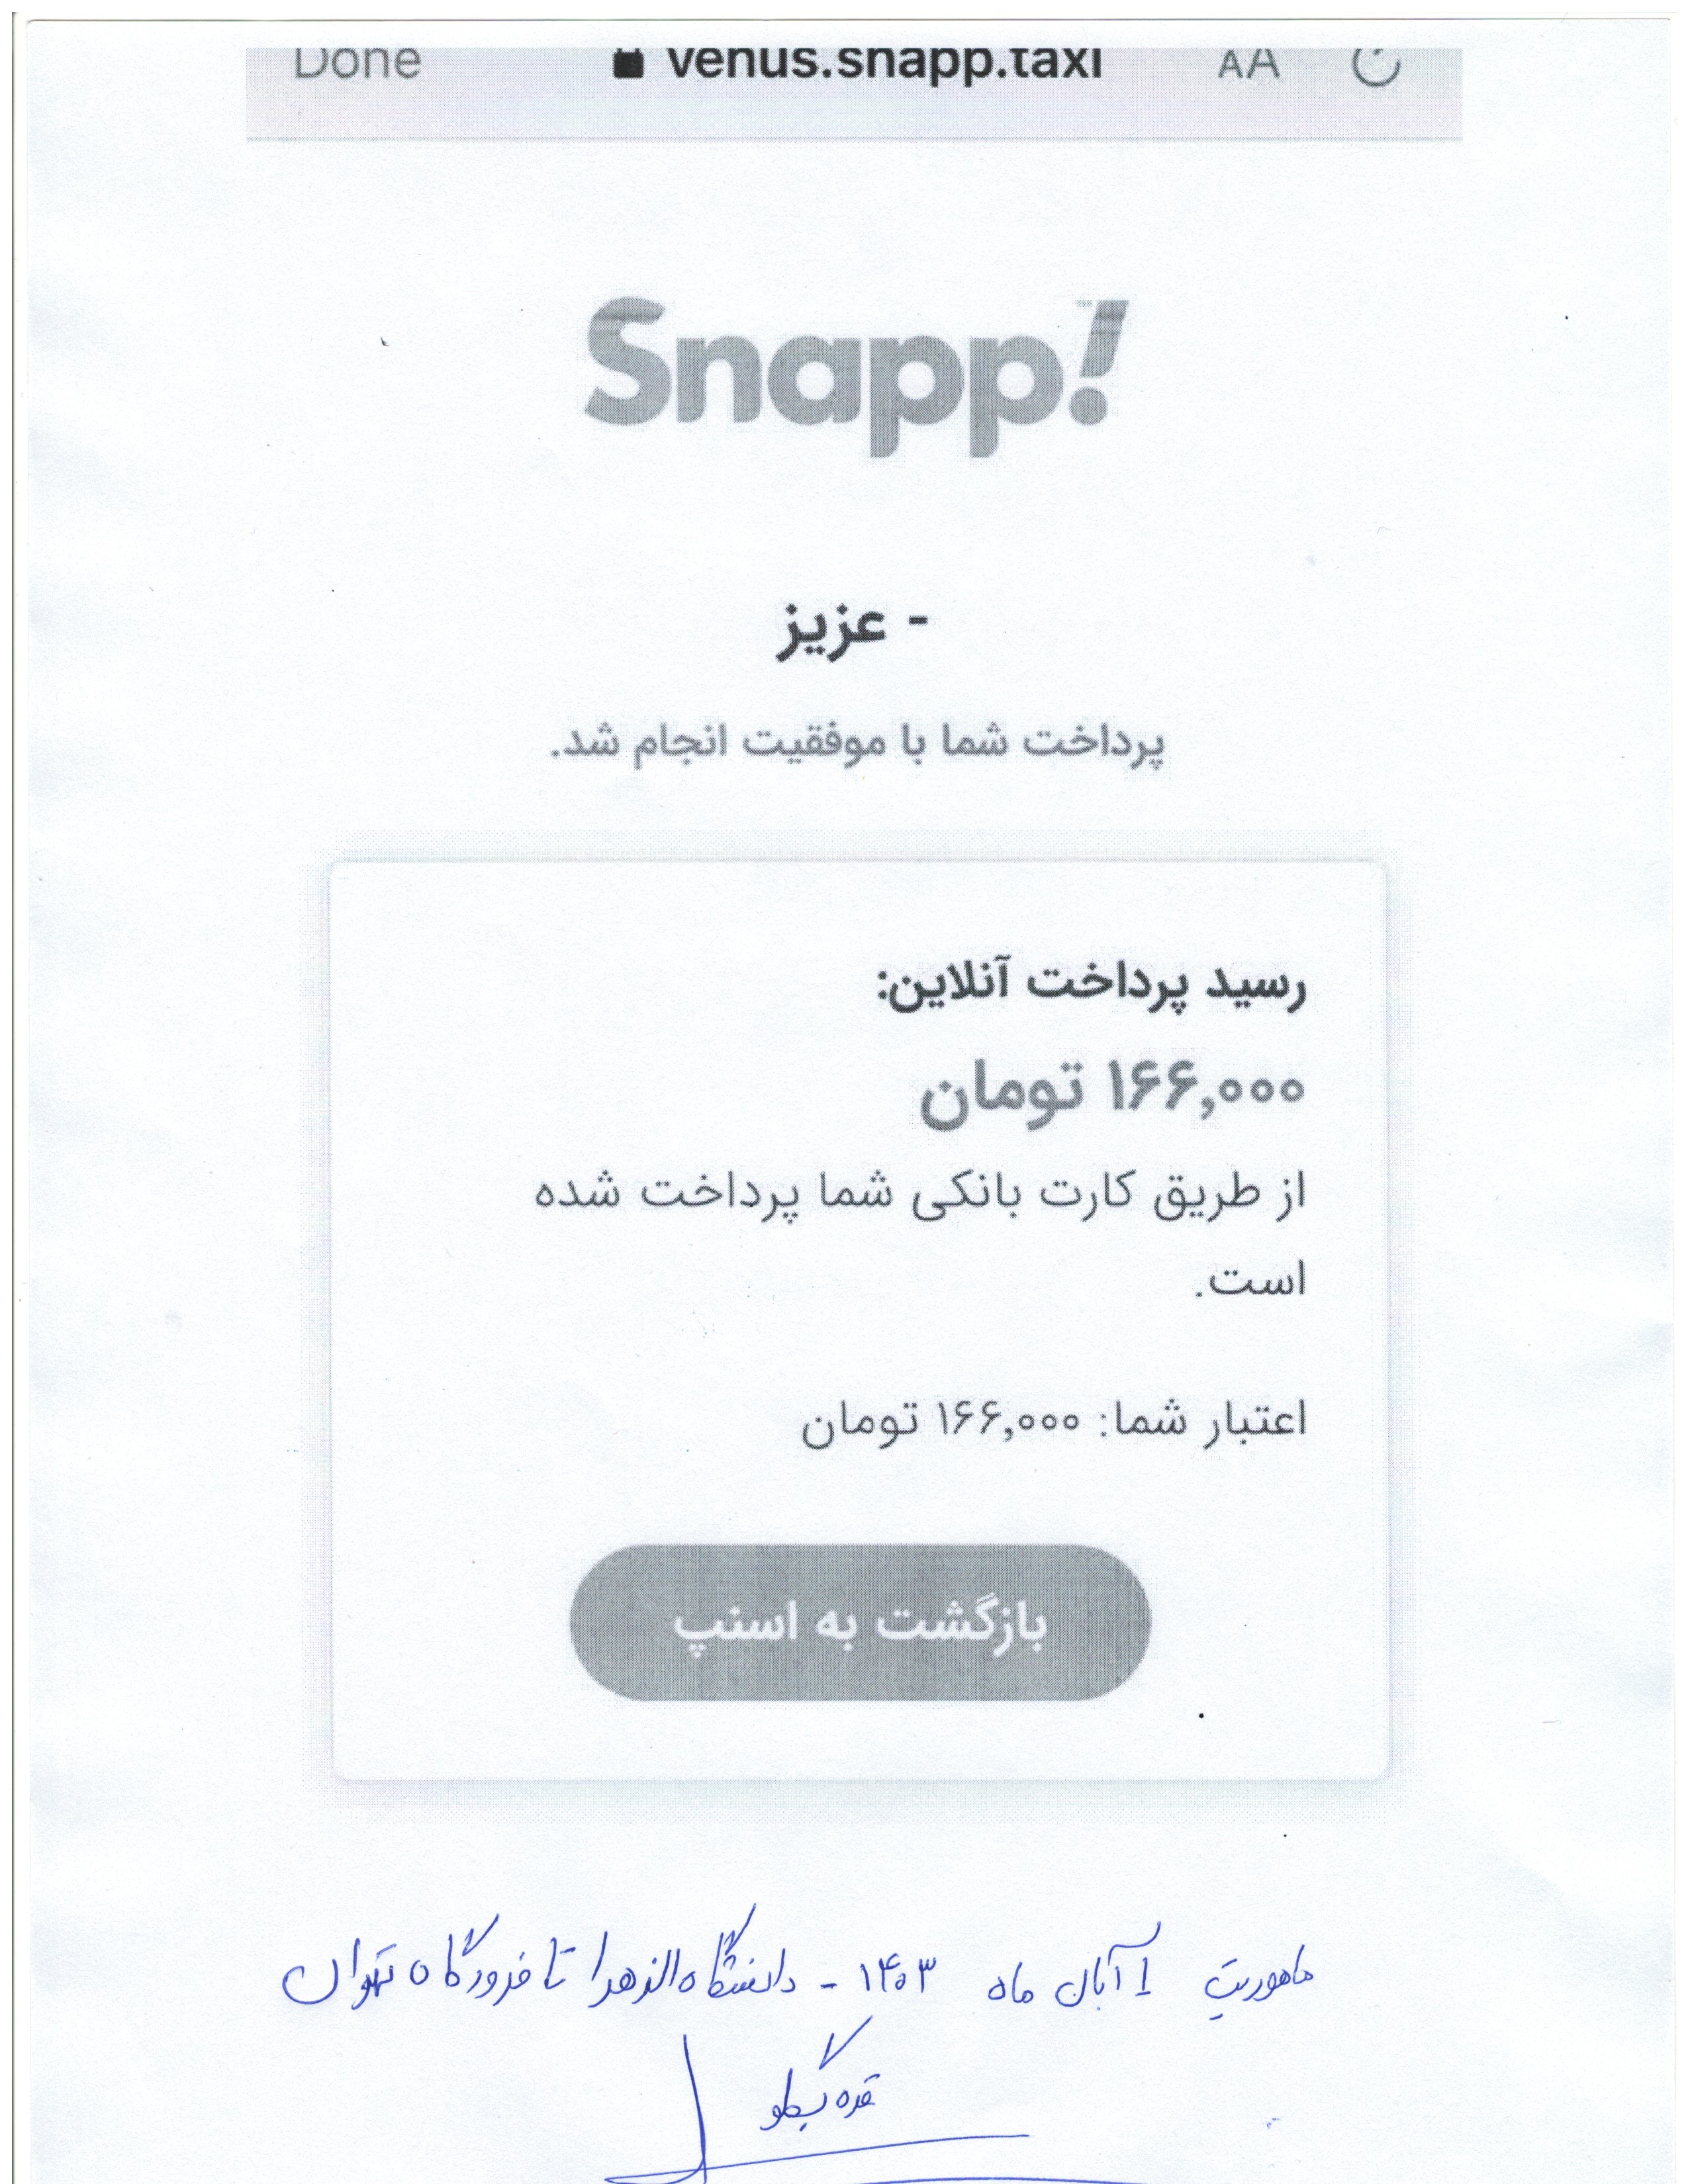 Done venus.snapp.taxi AA
Snapp!
- عزیز
پرداخت شما با موفقیت انجام شد.
رسید پرداخت آنلاین:
۱۶۶,۰۰۰ تومان
از طریق کارت بانکی شما پرداخت شده
است.
اعتبار شما: ۱۶۶,۰۰۰ تومان
بازگشت به اسنپ
ماموریت 1 آبان ماه ۱۴۰۳ - دانشگاه الزهرا تا فرودگاه تهران